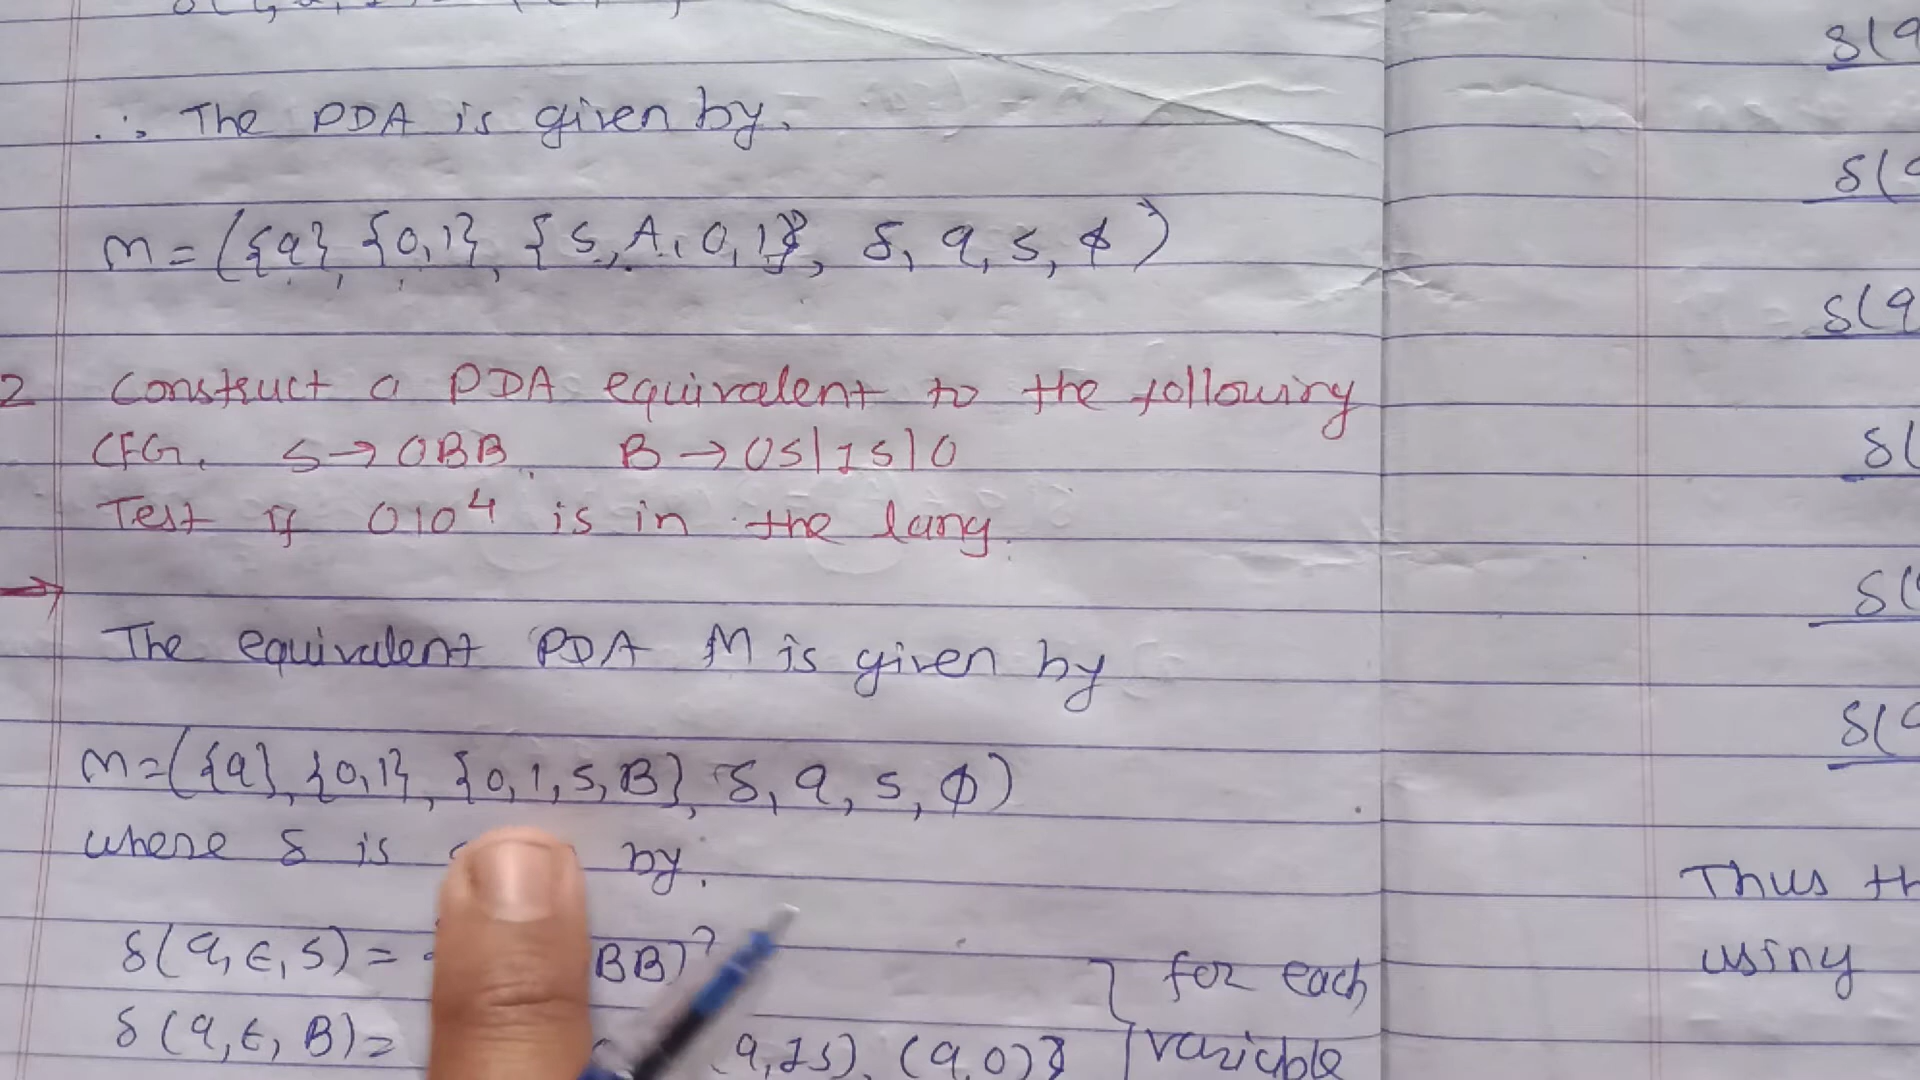 ∴ The PDA is given by.
m = ({q}, {0,1}, {S, A, 0, 1}, δ, q, s, ϕ)
2 construct a PDA equivalent to the following
CFG, S → 0BB, B → 0S|1S|0
Test if 010⁴ is in the lang.
→
The equivalent PDA M is given by
m=({q}, {0,1}, {0,1,S,B}, δ, q, s, ϕ)
where δ is by.
δ(q, ϵ, S) = BB)}
δ(q, ϵ, B) = q,1S), (q,0)}
} for each
variable
δ(q
δ(
δ(q
δ(
δ(
δ(q
Thus th
using